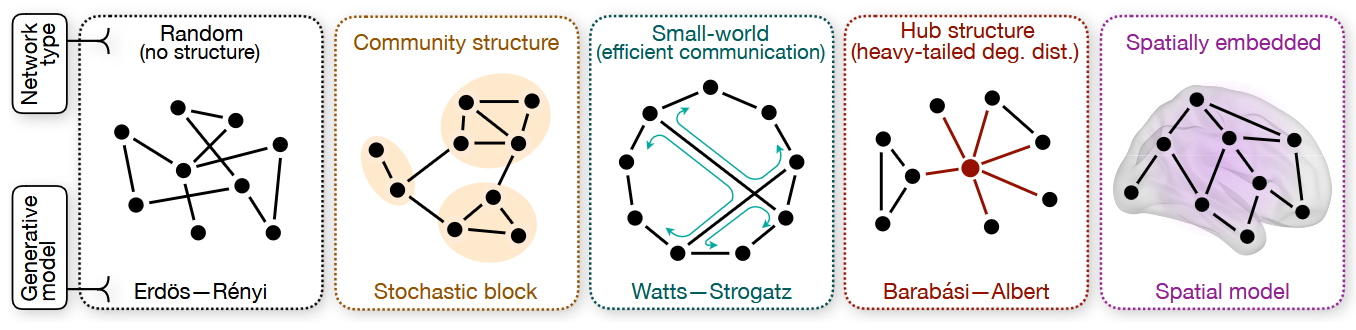 Network
type
Random
(no structure)
Community structure
Small-world
(efficient communication)
Hub structure
(heavy-tailed deg. dist.)
Spatially embedded
Generative
model
Erdös—Rényi
Stochastic block
Watts—Strogatz
Barabási—Albert
Spatial model